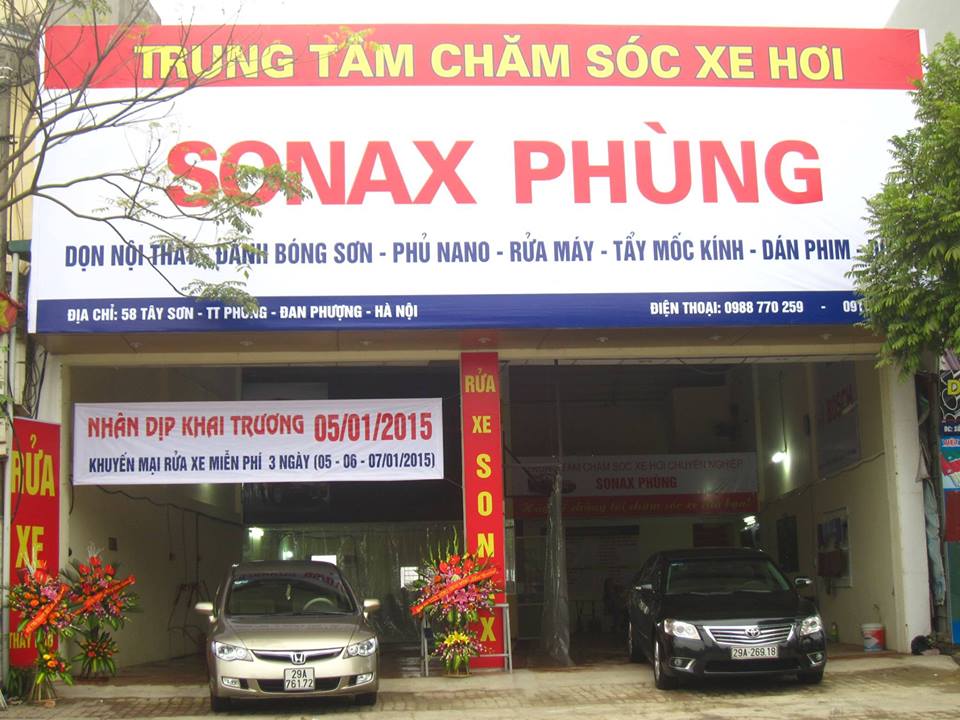 TRUNG TÂM CHĂM SÓC XE HƠI
SONAX PHÙNG
DỌN NỘI THẤT - ĐÁNH BÓNG SƠN - PHỦ NANO - RỬA MÁY - TẨY MỐC KÍNH - DÁN PHIM -
ĐỊA CHỈ: 58 TÂY SƠN - TT PHÙNG - ĐAN PHƯỢNG - HÀ NỘI
ĐIỆN THOẠI: 0988 770 259 - 09
NHÂN DỊP KHAI TRƯƠNG 05/01/2015
KHUYẾN MẠI RỬA XE MIỄN PHÍ 3 NGÀY (05 - 06 - 07/01/2015)
RỬA
XE
RỬA
XE
SONAX
TRUNG TÂM CHĂM SÓC XE HƠI CHUYÊN NGHIỆP
SONAX PHÙNG
BOSCH
29A
761.72
29A-269.18